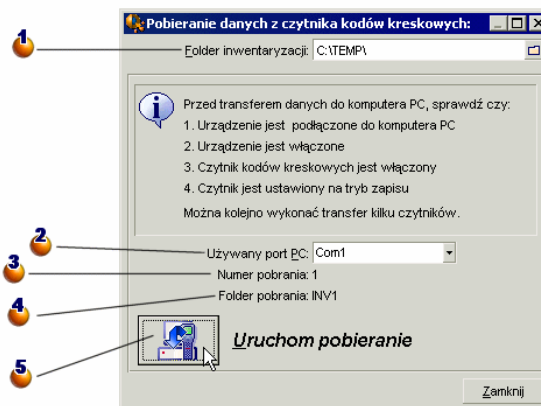 Pobieranie danych z czytnika kodów kreskowych:
1
Folder inwentaryzacji: C:\TEMP\
Przed transferem danych do komputera PC, sprawdź czy:
1. Urządzenie jest podłączone do komputera PC
2. Urządzenie jest włączone
3. Czytnik kodów kreskowych jest włączony
4. Czytnik jest ustawiony na tryb zapisu
Można kolejno wykonać transfer kilku czytników.
2
Używany port PC: Com1
3
Numer pobrania: 1
4
Folder pobrania: INV1
5
Uruchom pobieranie
Zamknij